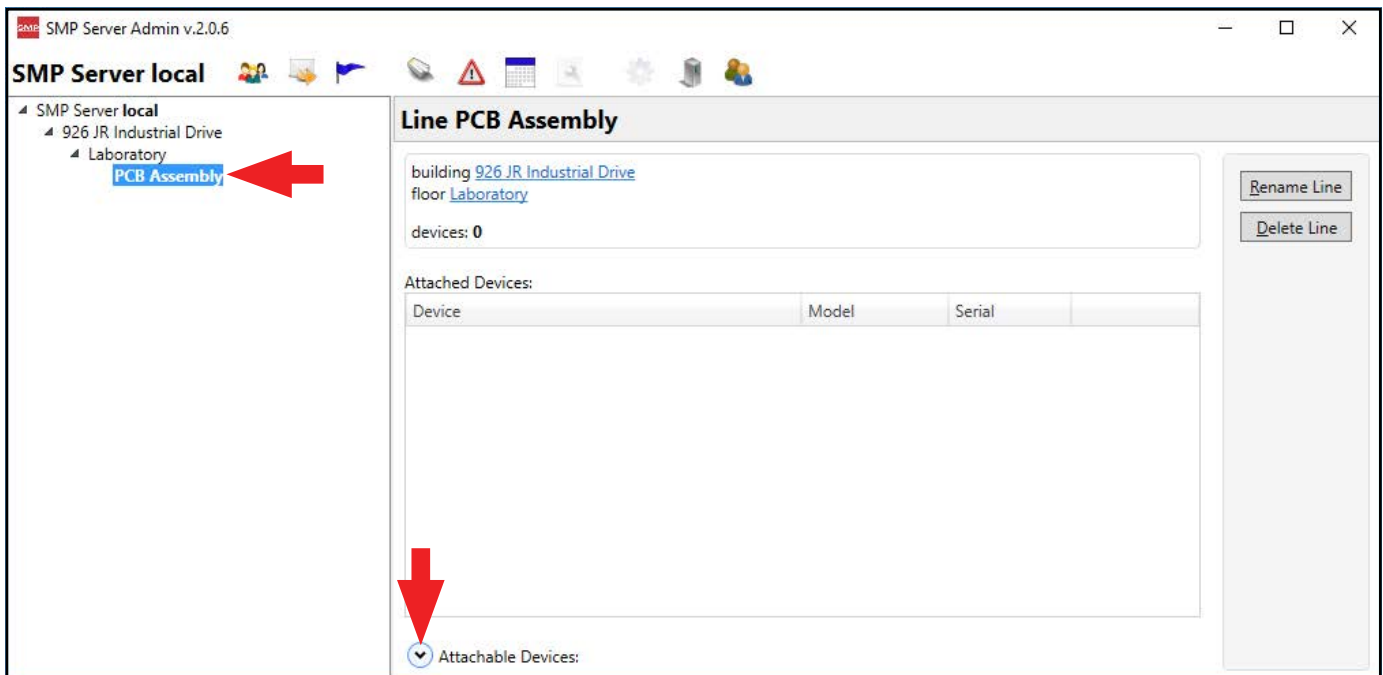 SMP SMP Server Admin v.2.0.6
SMP Server local
SMP Server local
926 JR Industrial Drive
Laboratory
PCB Assembly
Line PCB Assembly
building 926 JR Industrial Drive
floor Laboratory
devices: 0
Rename Line
Delete Line
Attached Devices:
Device Model Serial
Attachable Devices: